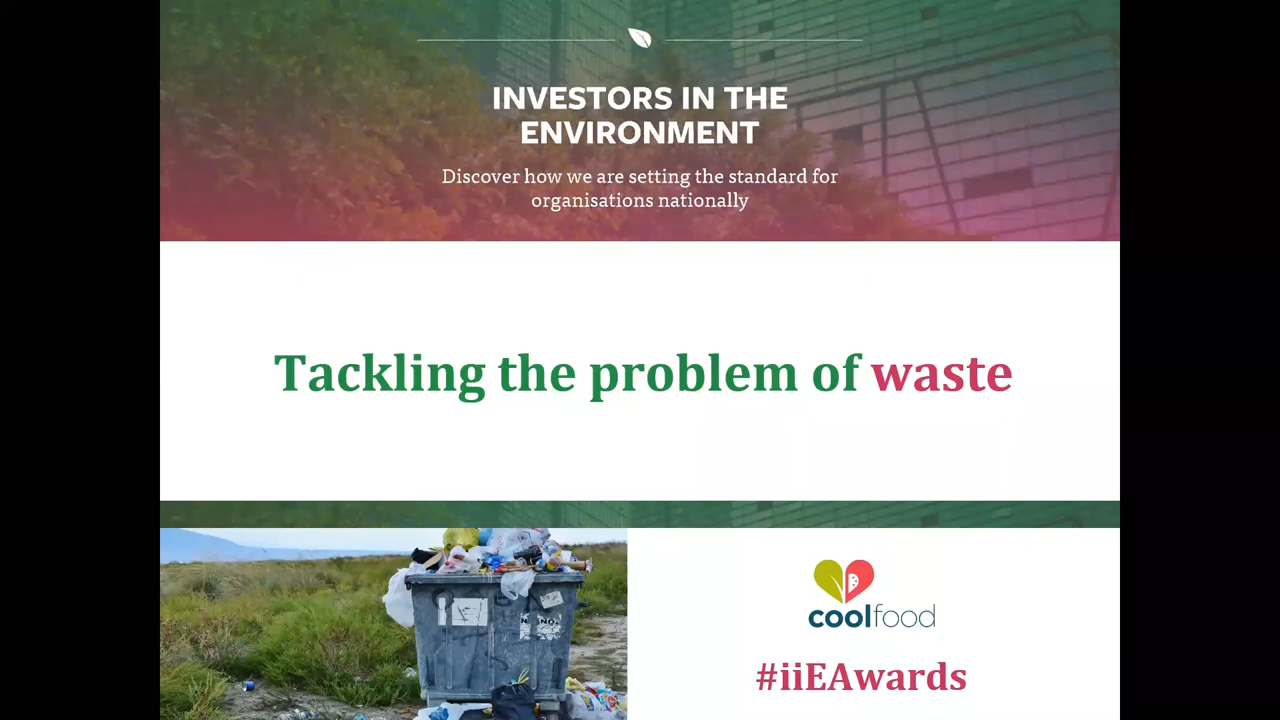 INVESTORS IN THE
ENVIRONMENT
Discover how we are setting the standard for
organisations nationally
Tackling the problem of waste
coolfood
#iiEAwards